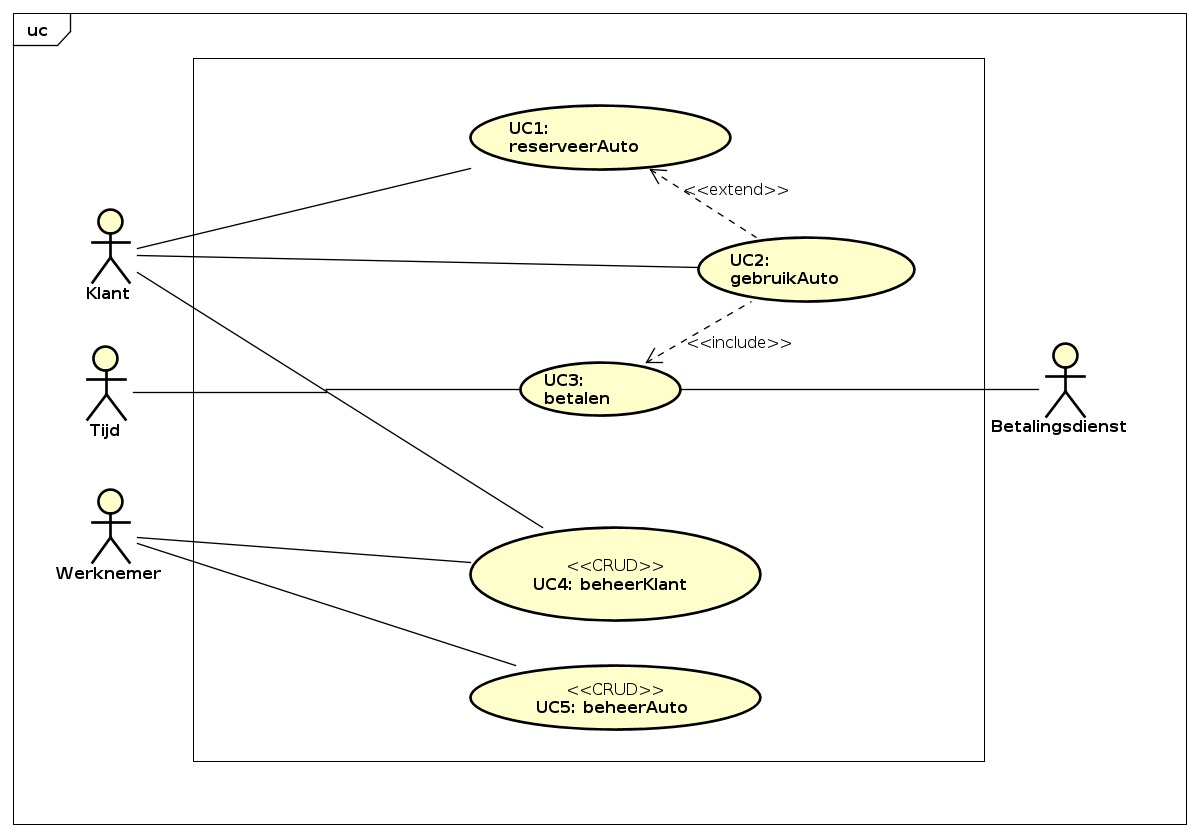 uc
UC1:
reserveerAuto
<<extend>>
UC2:
gebruikAuto
Klant
<<include>>
UC3:
betalen
Tijd
Betalingsdienst
<<CRUD>>
UC4: beheerKlant
Werknemer
<<CRUD>>
UC5: beheerAuto